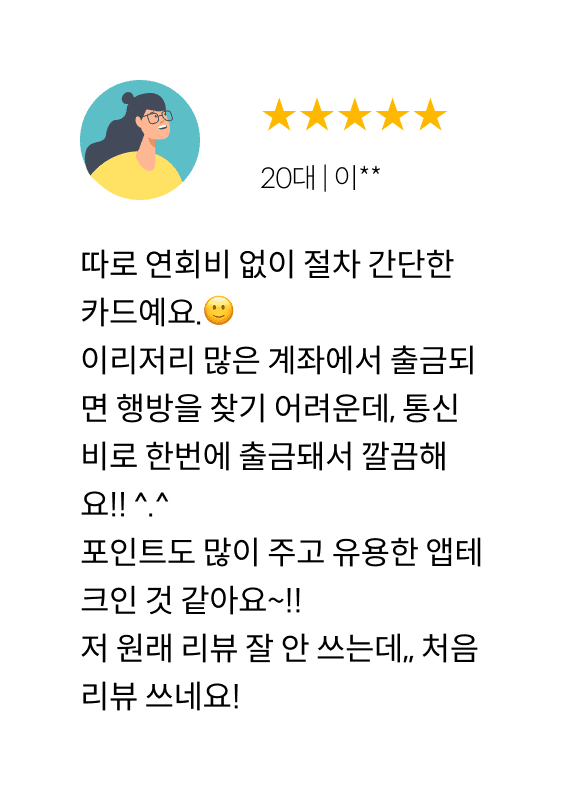 ★★★★★
20대 | 이**
따로 연회비 없이 절차 간단한
카드예요.🙂
이리저리 많은 계좌에서 출금되
면 행방을 찾기 어려운데, 통신
비로 한번에 출금돼서 깔끔해
요!! ^.^
포인트도 많이 주고 유용한 앱테
크인 것 같아요~!!
저 원래 리뷰 잘 안 쓰는데,, 처음
리뷰 쓰네요!